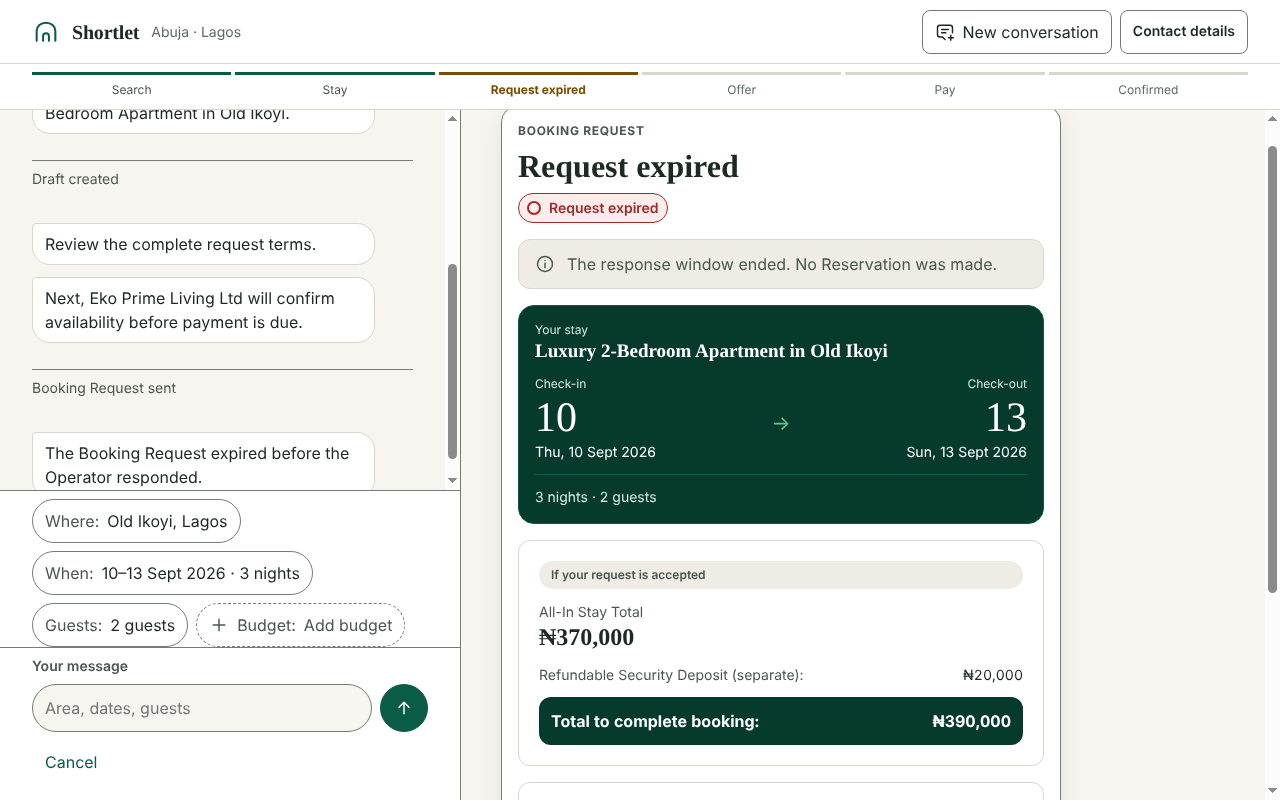 Shortlet
Abuja · Lagos
New conversation
Contact details
Search
Stay
Request expired
Offer
Pay
Confirmed
Bedroom Apartment in Old Ikoyi.
Draft created
Review the complete request terms.
Next, Eko Prime Living Ltd will confirm
availability before payment is due.
Booking Request sent
The Booking Request expired before the
Operator responded.
Where: Old Ikoyi, Lagos
When: 10–13 Sept 2026 · 3 nights
Guests: 2 guests
Budget: Add budget
Your message
Area, dates, guests
Cancel
BOOKING REQUEST
Request expired
Request expired
The response window ended. No Reservation was made.
Your stay
Luxury 2-Bedroom Apartment in Old Ikoyi
Check-in
Check-out
10
→
13
Thu, 10 Sept 2026
Sun, 13 Sept 2026
3 nights · 2 guests
If your request is accepted
All-In Stay Total
₦370,000
Refundable Security Deposit (separate): ₦20,000
Total to complete booking: ₦390,000